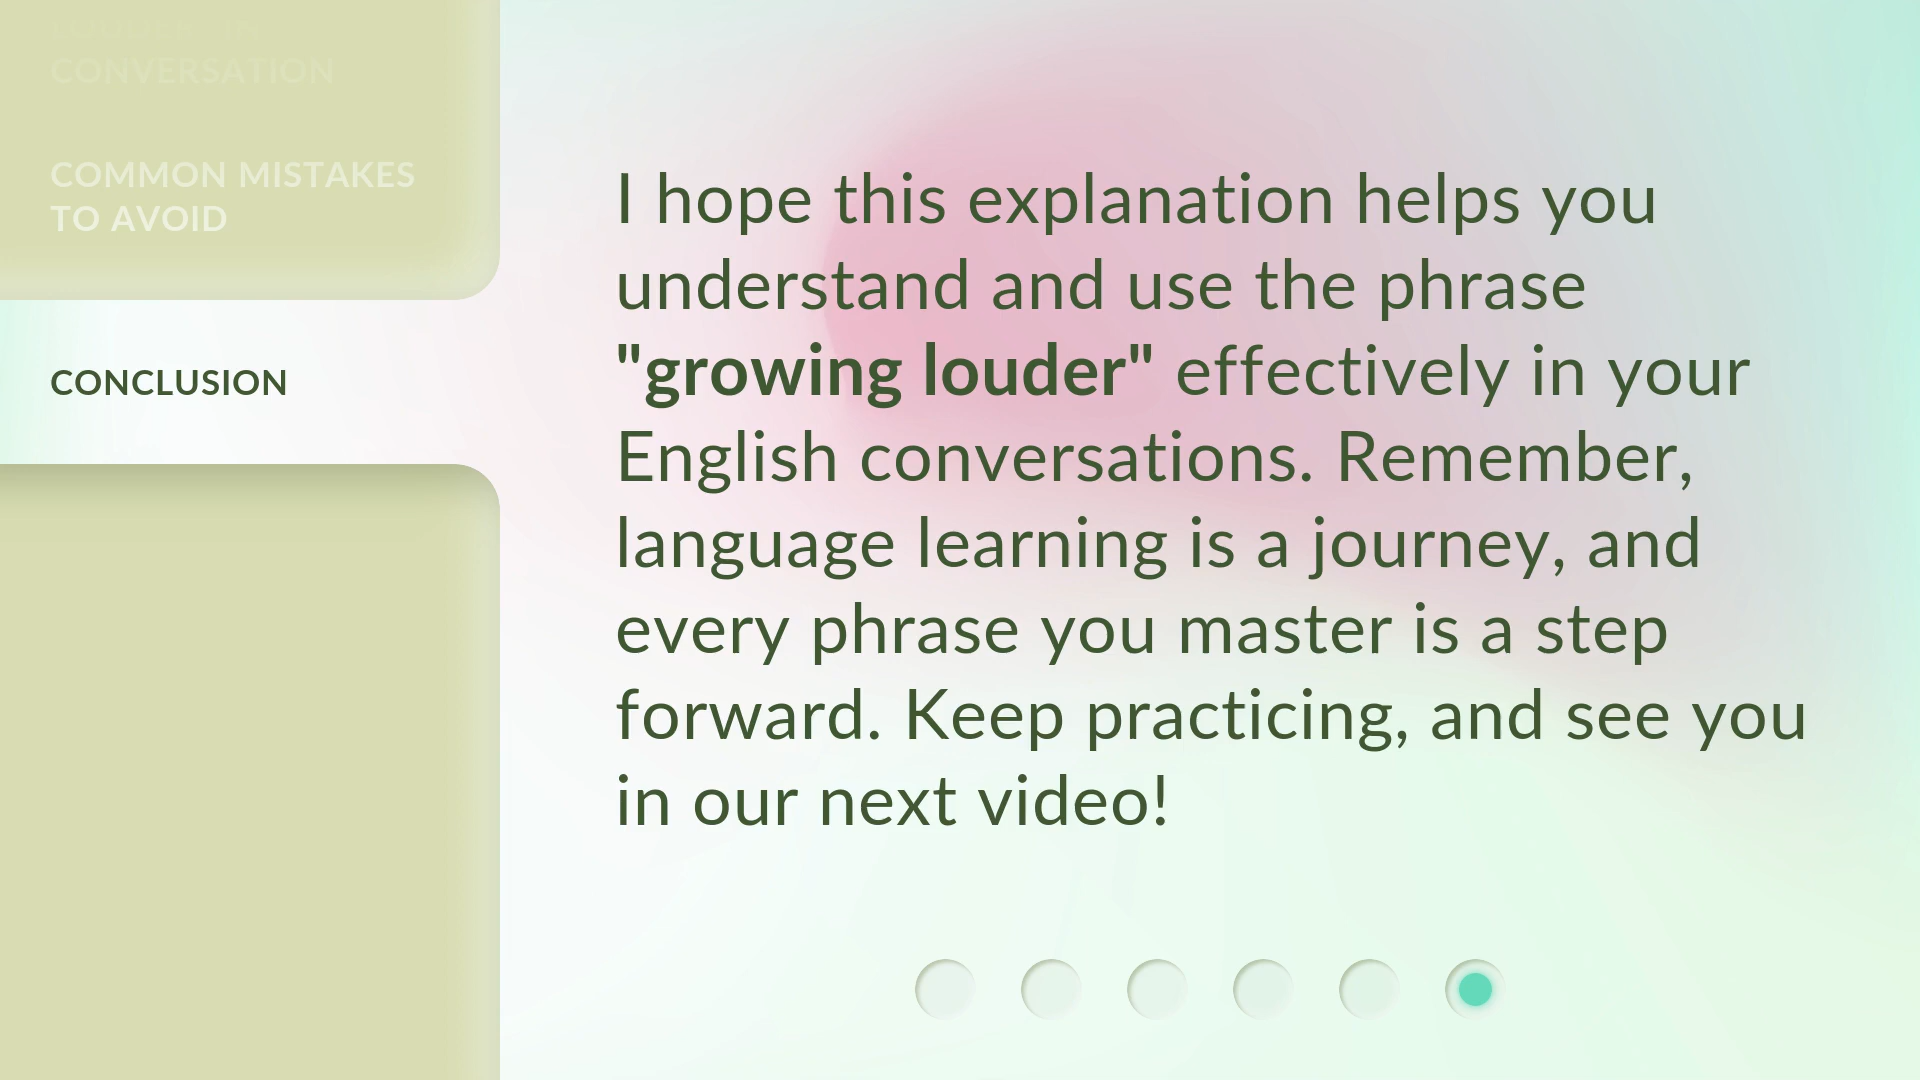 LOUDER" IN
CONVERSATION
COMMON MISTAKES
TO AVOID
CONCLUSION
I hope this explanation helps you
understand and use the phrase
"growing louder" effectively in your
English conversations. Remember,
language learning is a journey, and
every phrase you master is a step
forward. Keep practicing, and see you
in our next video!